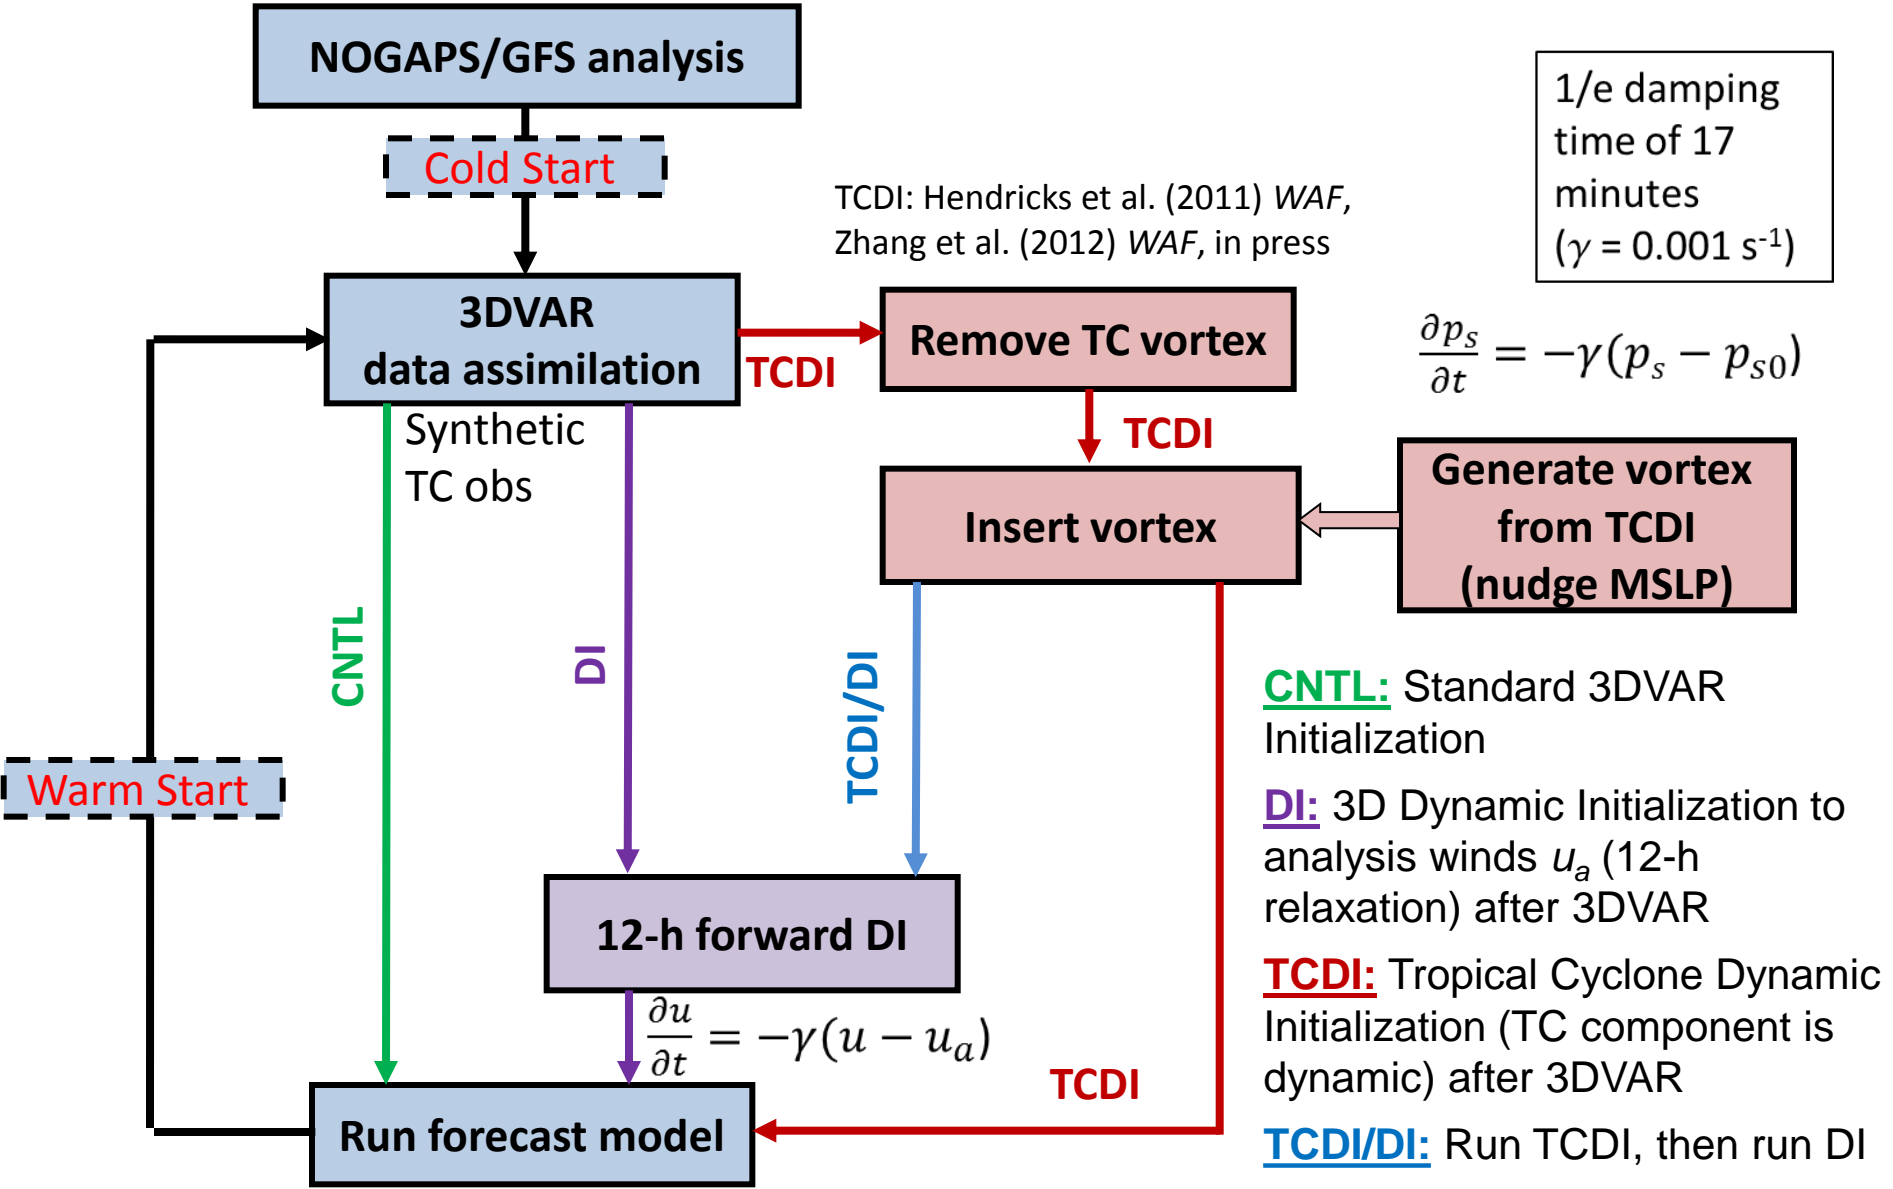 NOGAPS/GFS analysis
Cold Start
1/e damping
time of 17
minutes
(γ = 0.001 s⁻¹)
TCDI: Hendricks et al. (2011) WAF,
Zhang et al. (2012) WAF, in press
3DVAR
data assimilation
TCDI
Remove TC vortex
∂pₛ/∂t = −γ(pₛ − pₛ₀)
Synthetic
TC obs
TCDI
Insert vortex
Generate vortex
from TCDI
(nudge MSLP)
CNTL
DI
TCDI/DI
Warm Start
12-h forward DI
∂u/∂t = −γ(u − uₐ)
TCDI
Run forecast model
CNTL: Standard 3DVAR
Initialization
DI: 3D Dynamic Initialization to
analysis winds uₐ (12-h
relaxation) after 3DVAR
TCDI: Tropical Cyclone Dynamic
Initialization (TC component is
dynamic) after 3DVAR
TCDI/DI: Run TCDI, then run DI